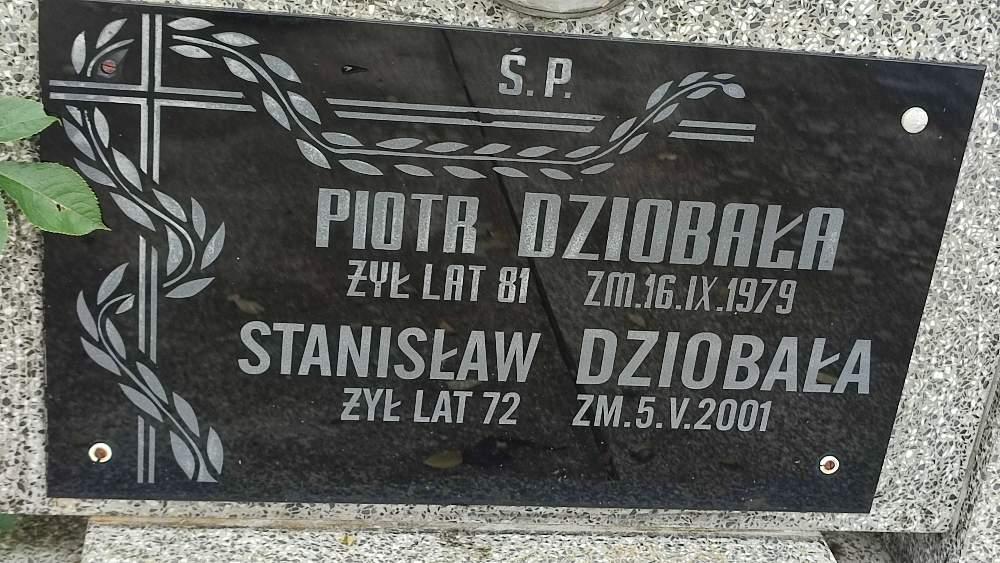 Ś.P.
PIOTR DZIOBAŁA
ŻYŁ LAT 81 ZM.16.IX.1979
STANISŁAW DZIOBAŁA
ŻYŁ LAT 72 ZM.5.V.2001